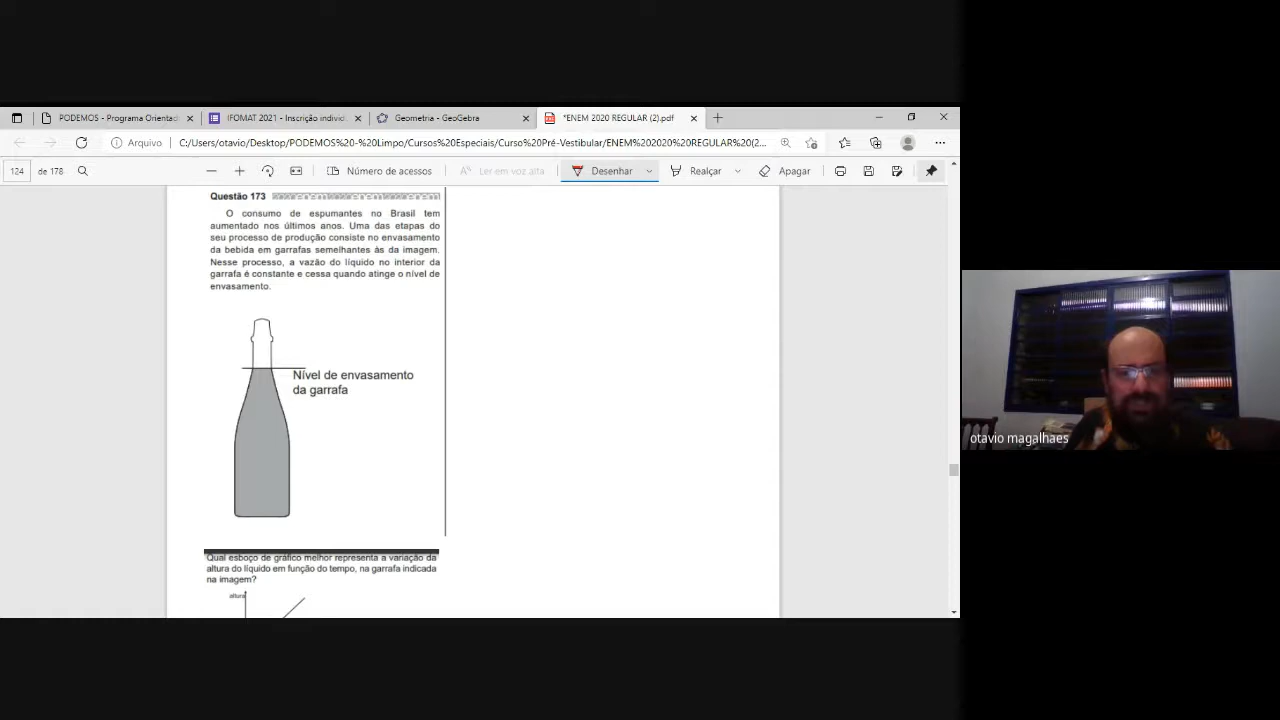 PODEMOS - Programa Orientad
IFOMAT 2021 - Inscrição individ
Geometria - GeoGebra
*ENEM 2020 REGULAR (2).pdf
Arquivo
C:/Users/otavio/Desktop/PODEMOS%20-%20Limpo/Cursos%20Especiais/Curso%20Pré-Vestibular/ENEM%202020%20REGULAR%20(2...
124 de 178
Número de acessos
Ler em voz alta
Desenhar
Realçar
Apagar
Questão 173
O consumo de espumantes no Brasil tem
aumentado nos últimos anos. Uma das etapas do
seu processo de produção consiste no envasamento
da bebida em garrafas semelhantes às da imagem.
Nesse processo, a vazão do líquido no interior da
garrafa é constante e cessa quando atinge o nível de
envasamento.
Nível de envasamento
da garrafa
Qual esboço de gráfico melhor representa a variação da
altura do líquido em função do tempo, na garrafa indicada
na imagem?
altura
otavio magalhaes